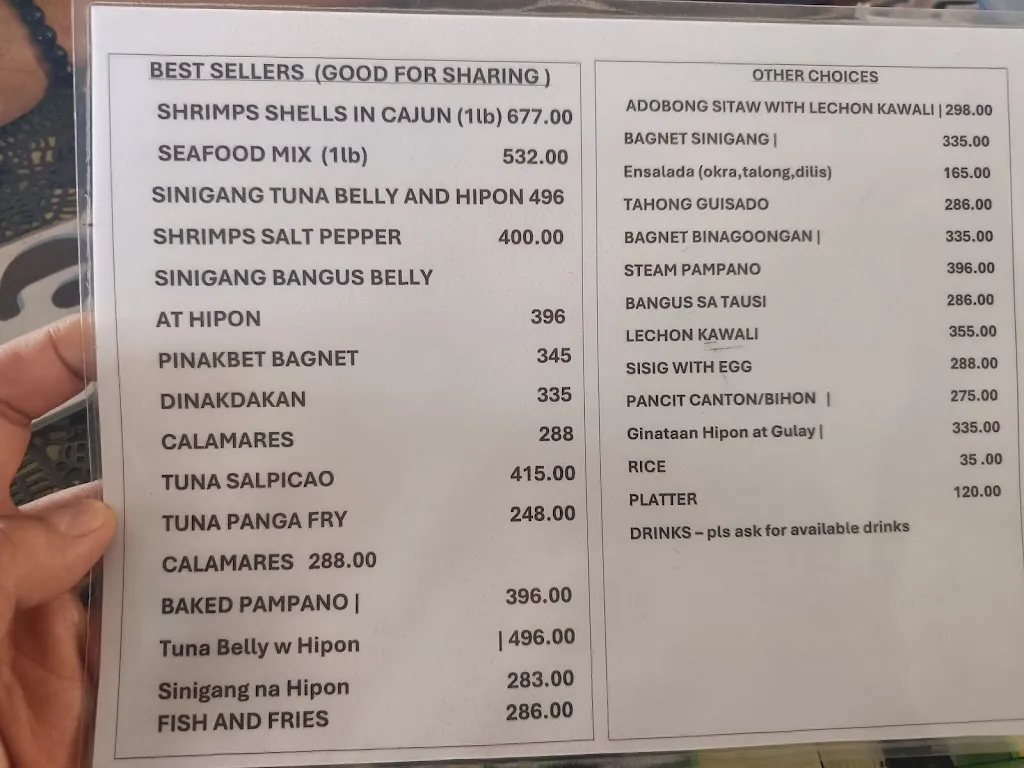 BEST SELLERS (GOOD FOR SHARING )
SHRIMPS SHELLS IN CAJUN (1lb) 677.00
SEAFOOD MIX (1lb) 532.00
SINIGANG TUNA BELLY AND HIPON 496
SHRIMPS SALT PEPPER 400.00
SINIGANG BANGUS BELLY
AT HIPON 396
PINAKBET BAGNET 345
DINAKDAKAN 335
CALAMARES 288
TUNA SALPICAO 415.00
TUNA PANGA FRY 248.00
CALAMARES 288.00
BAKED PAMPANO | 396.00
Tuna Belly w Hipon | 496.00
Sinigang na Hipon 283.00
FISH AND FRIES 286.00
OTHER CHOICES
ADOBONG SITAW WITH LECHON KAWALI | 298.00
BAGNET SINIGANG | 335.00
Ensalada (okra,talong,dilis) 165.00
TAHONG GUISADO 286.00
BAGNET BINAGOONGAN | 335.00
STEAM PAMPANO 396.00
BANGUS SA TAUSI 286.00
LECHON KAWALI 355.00
SISIG WITH EGG 288.00
PANCIT CANTON/BIHON | 275.00
Ginataan Hipon at Gulay | 335.00
RICE 35 .00
PLATTER 120.00
DRINKS – pls ask for available drinks